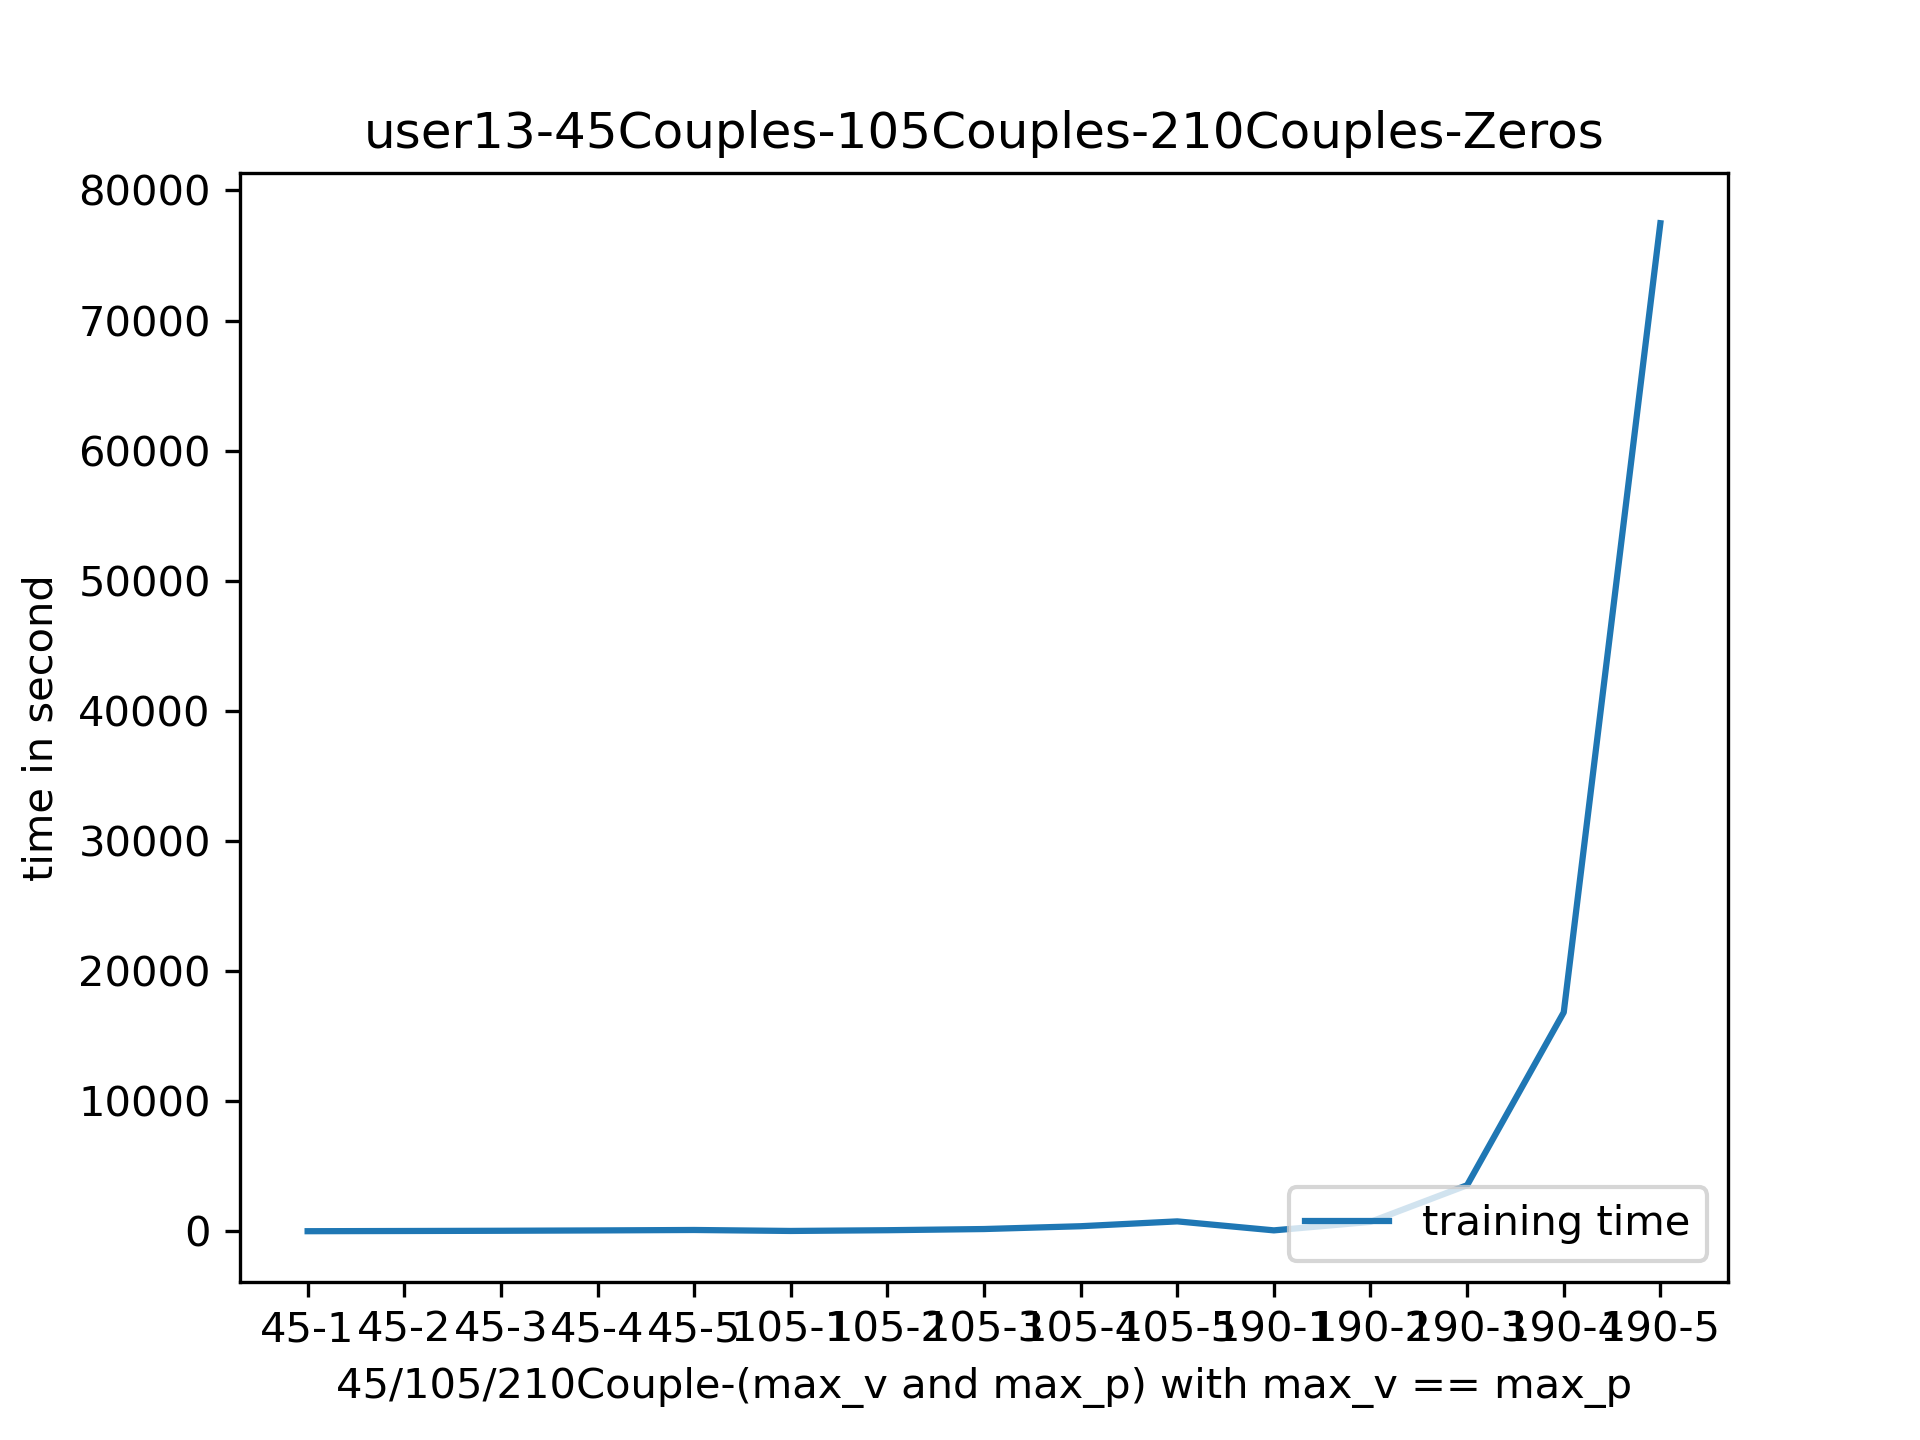 user13-45Couples-105Couples-210Couples-Zeros
80000
70000
60000
50000
40000
30000
20000
10000
0
time in second
training time
45-1 45-2 45-3 45-4 45-5 105-1 105-2 105-3 105-4 105-5 190-1 190-2 190-3 190-4 190-5
45/105/210Couple-(max_v and max_p) with max_v == max_p